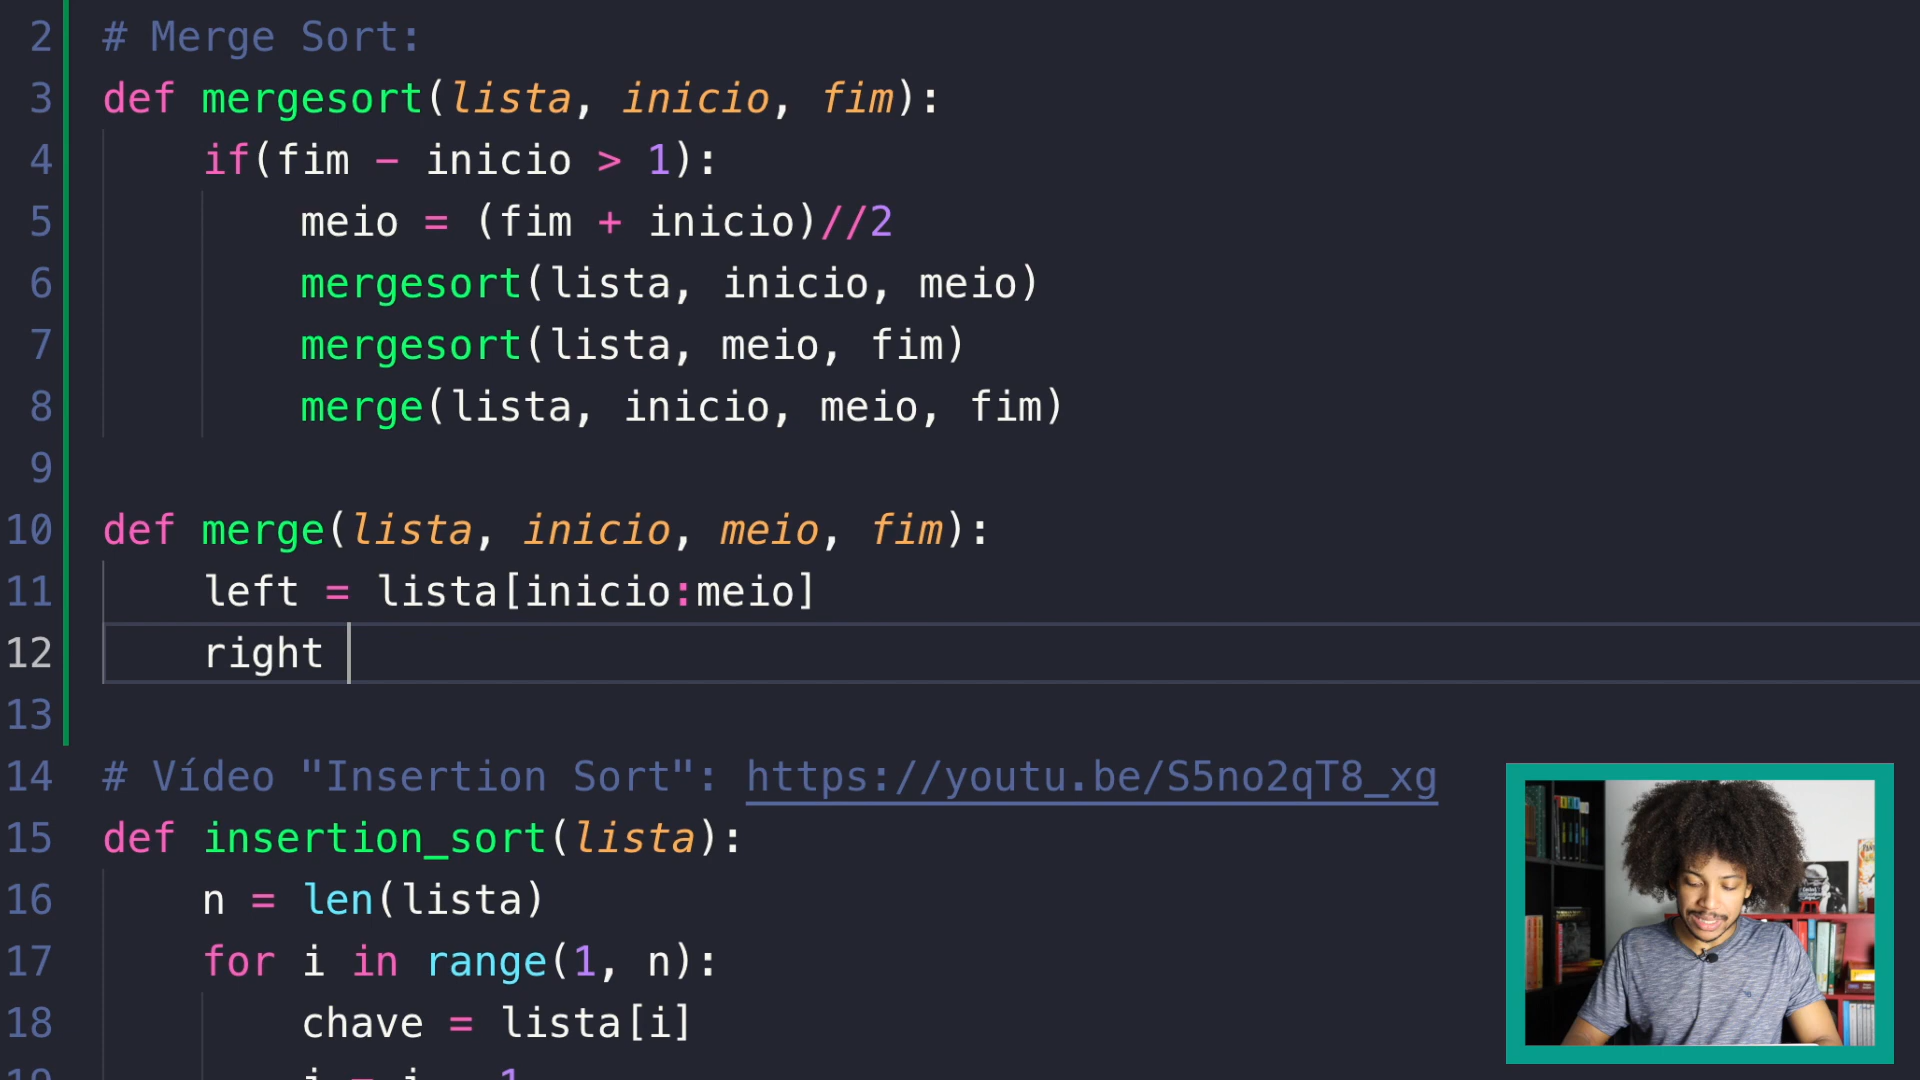 2 # Merge Sort:
3 def mergesort(lista, inicio, fim):
4 if(fim - inicio > 1):
5 meio = (fim + inicio)//2
6 mergesort(lista, inicio, meio)
7 mergesort(lista, meio, fim)
8 merge(lista, inicio, meio, fim)
9
10 def merge(lista, inicio, meio, fim):
11 left = lista[inicio:meio]
12 right
13
14 # Vídeo "Insertion Sort": https://youtu.be/S5no2qT8_xg
15 def insertion_sort(lista):
16 n = len(lista)
17 for i in range(1, n):
18 chave = lista[i]